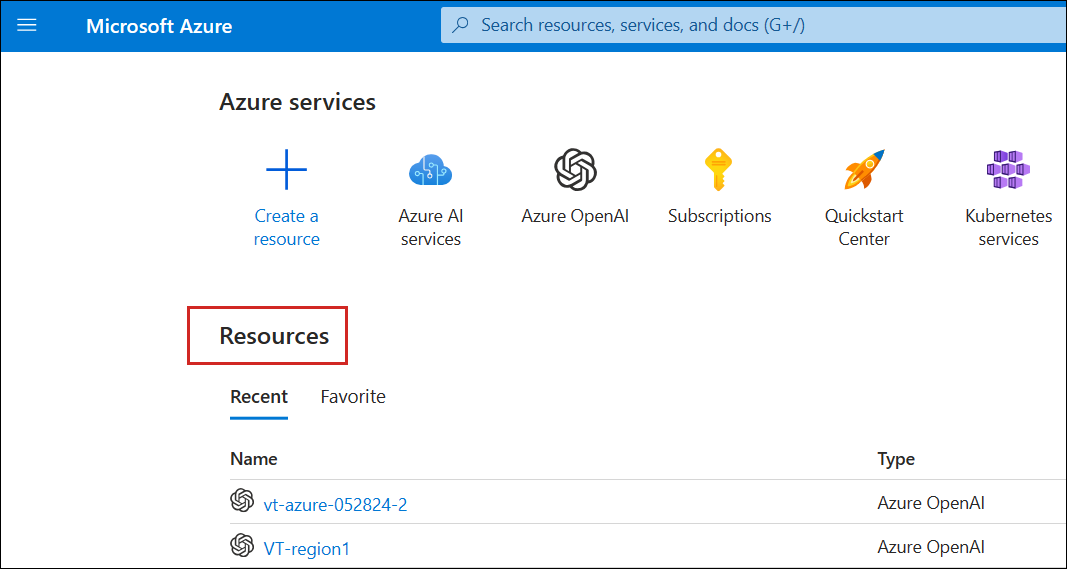 Microsoft Azure
Search resources, services, and docs (G+/)
Azure services
Create a
resource
Azure AI
services
Azure OpenAI
Subscriptions
Quickstart
Center
Kubernetes
services
Resources
Recent
Favorite
Name
Type
vt-azure-052824-2
Azure OpenAI
VT-region1
Azure OpenAI